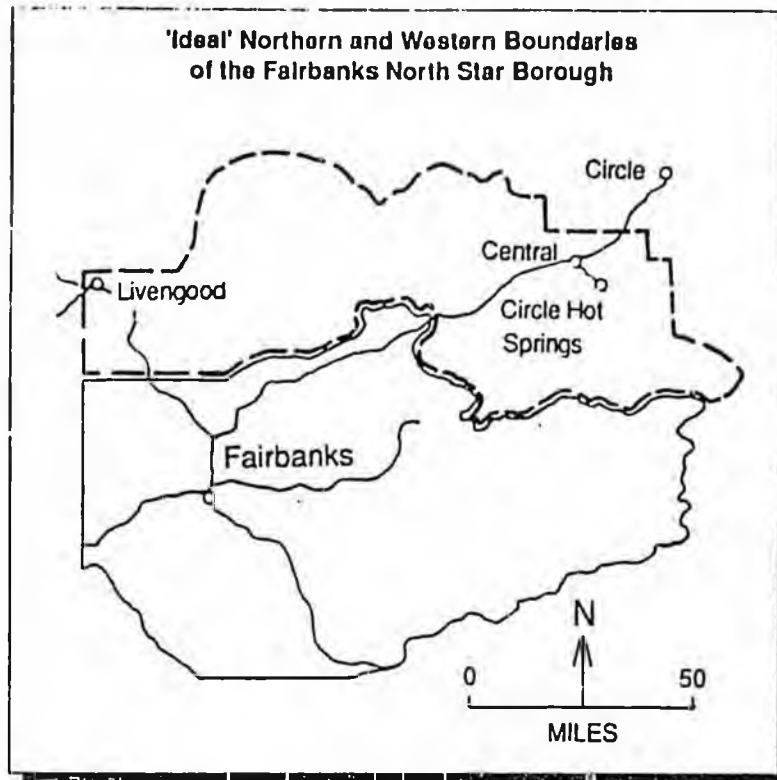 'Ideal' Northern and Western Boundaries
of the Fairbanks North Star Borough
Circle
Central
Livengood
Circle Hot
Springs
Fairbanks
N
0 50
MILES